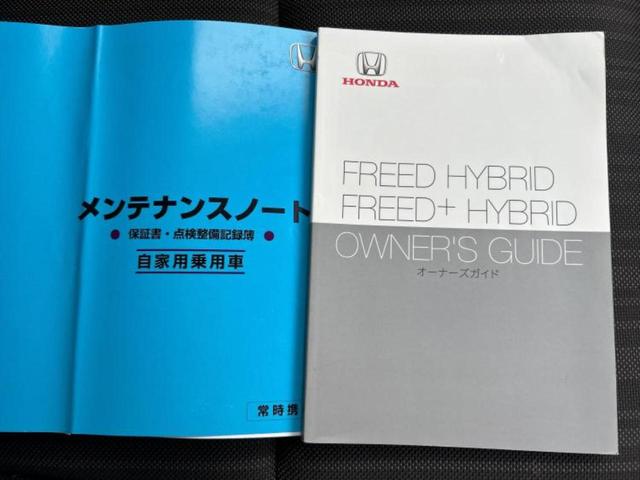 メンテナンスノート
● 保証書・点検整備記録簿 ●
自家用乗用車
常時携
HONDA
FREED HYBRID
FREED+ HYBRID
OWNER'S GUIDE
オーナーズガイド